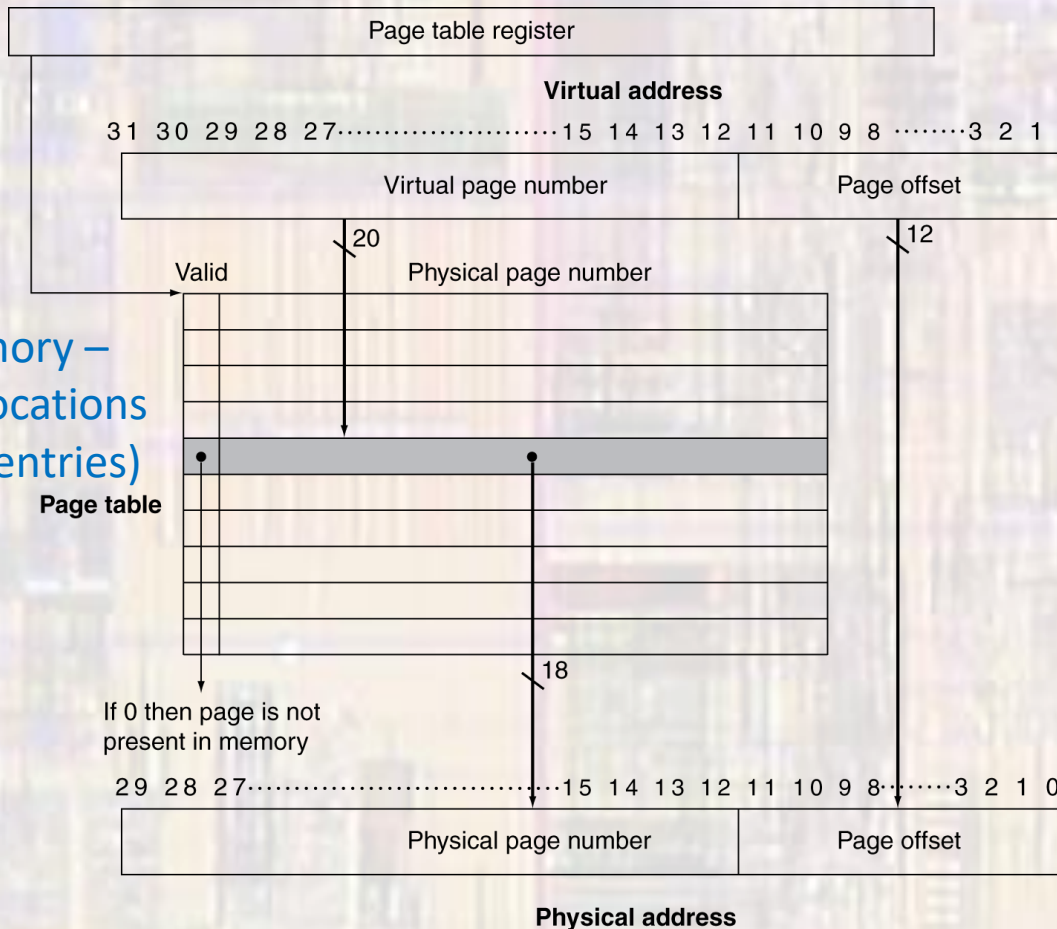 Page table register
Virtual address
31 30 29 28 27........................15 14 13 12 11 10 9 8 ........3 2 1
Virtual page number Page offset
20 12
Valid Physical page number
ory –
ocations
entries)
Page table
18
If 0 then page is not
present in memory
29 28 27.................................15 14 13 12 11 10 9 8........3 2 1 0
Physical page number Page offset
Physical address